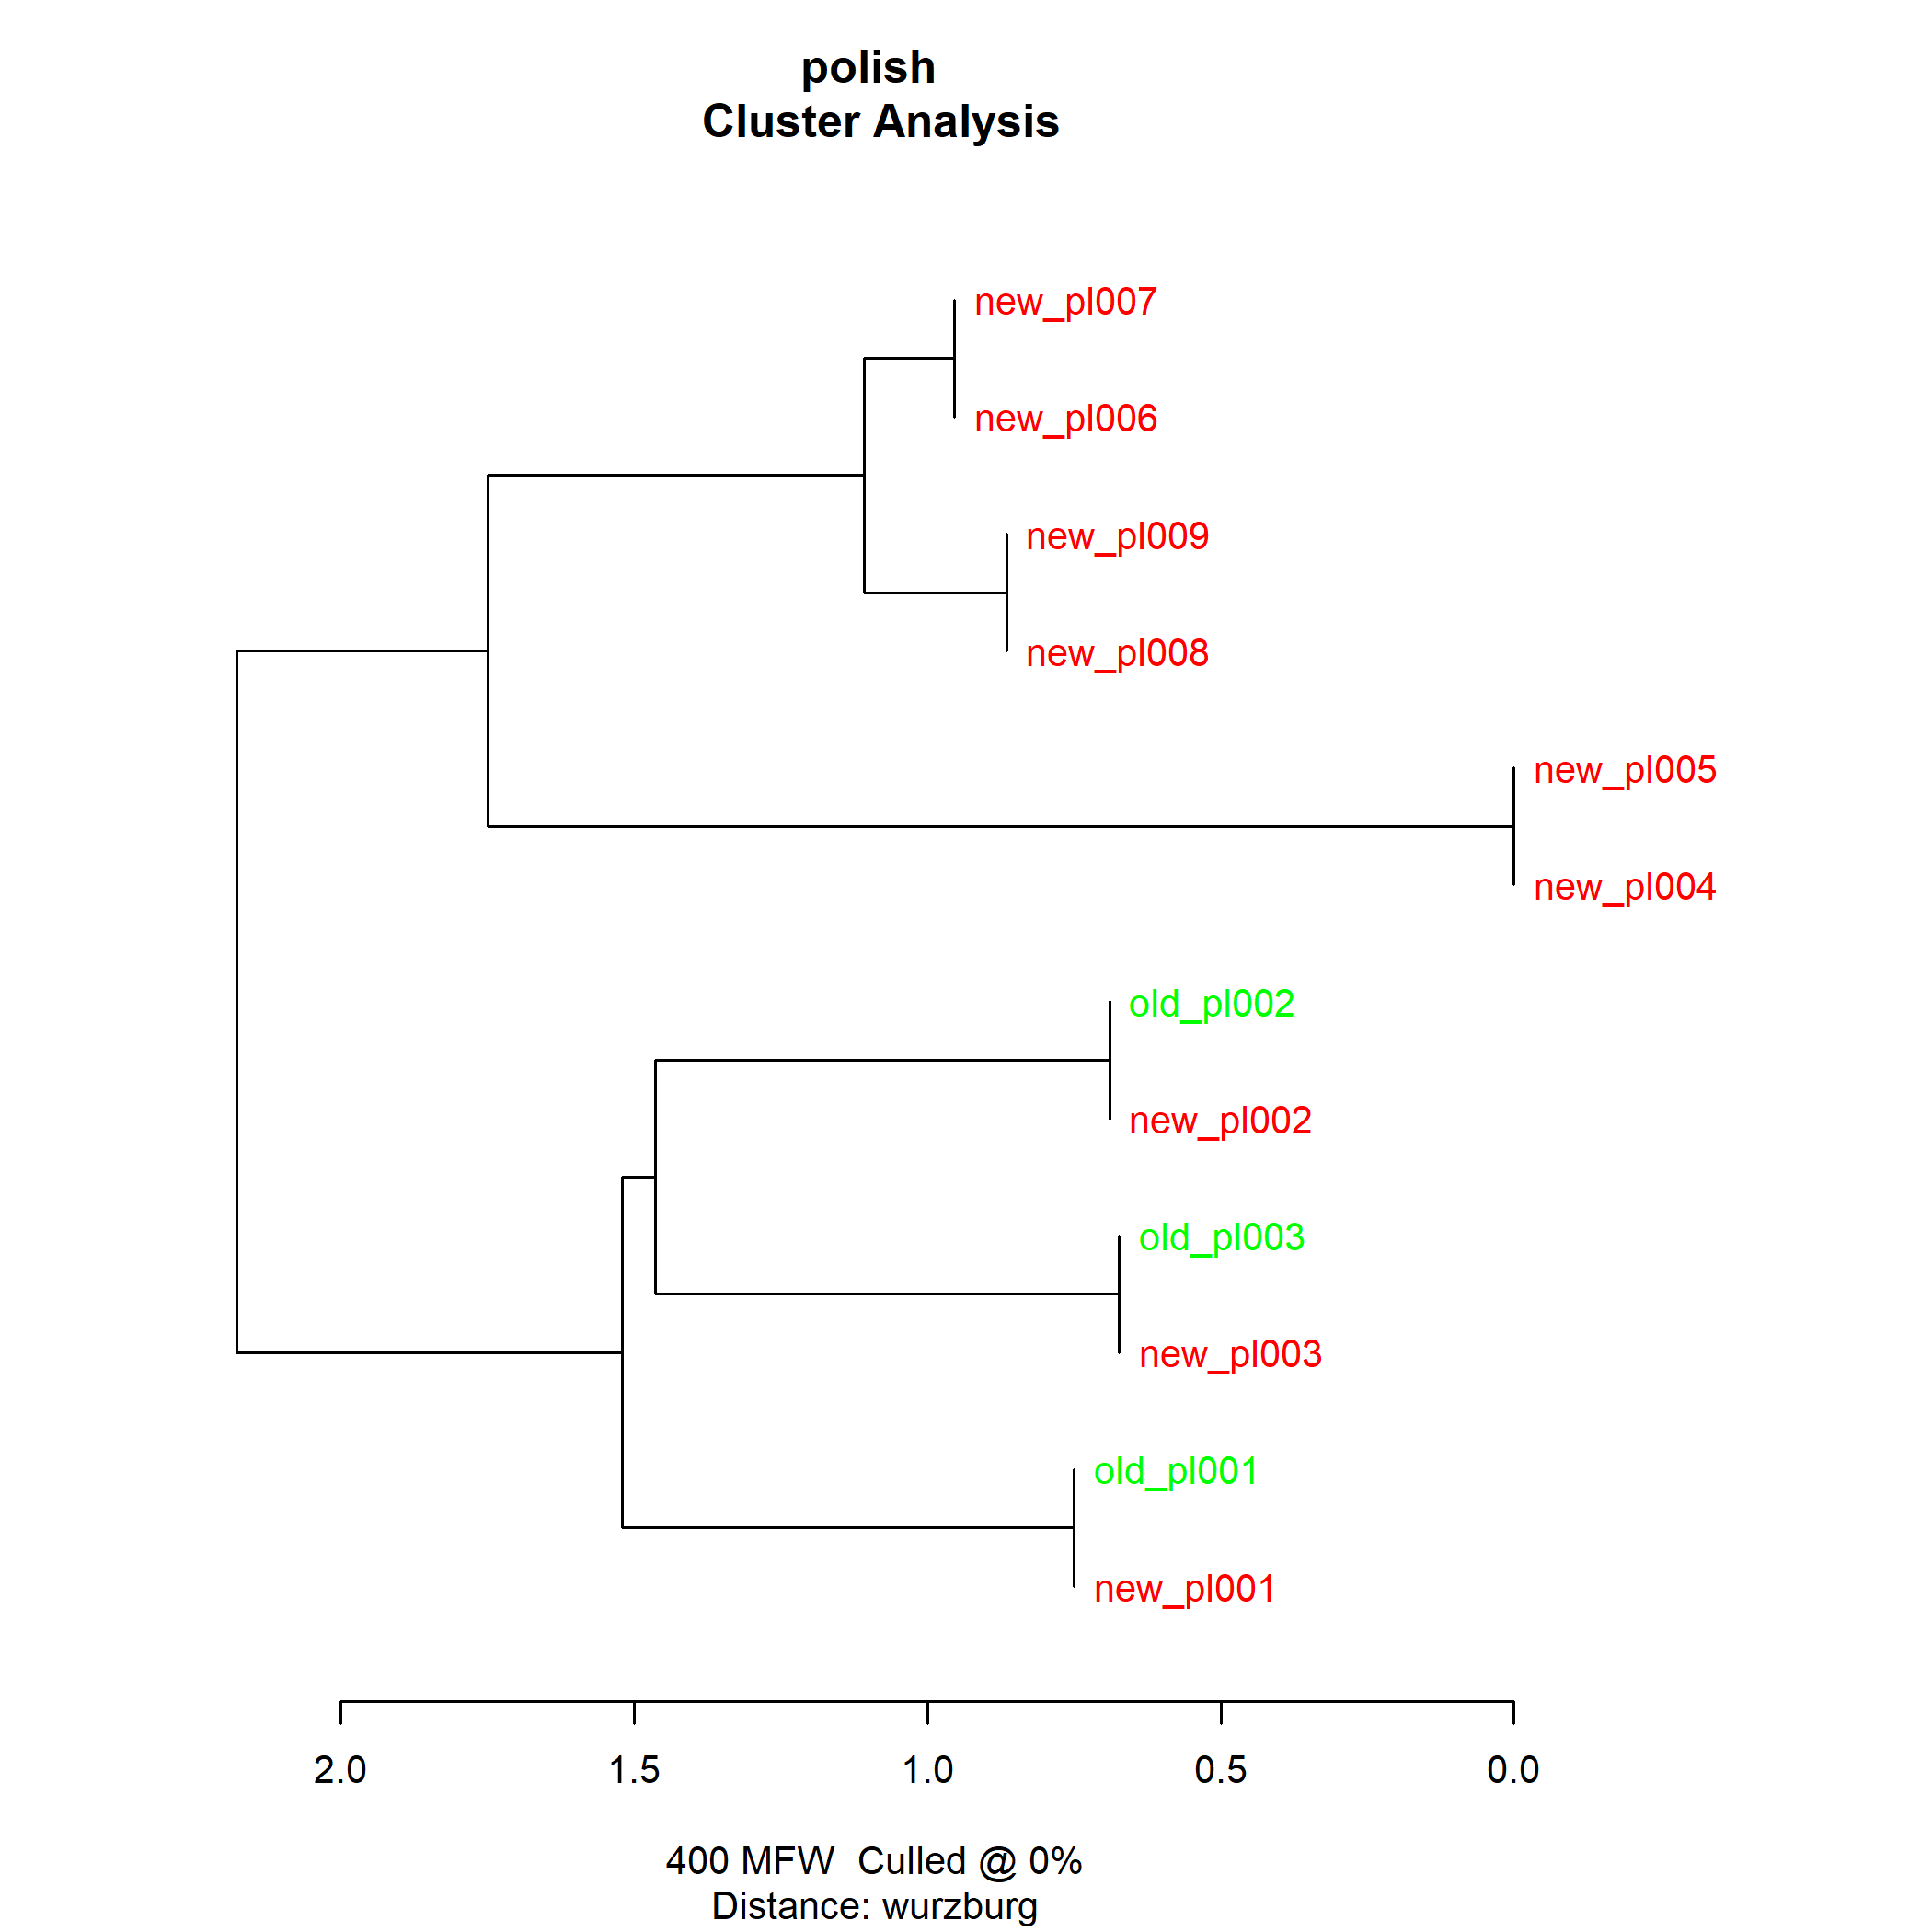 polish
Cluster Analysis
new_pl007
new_pl006
new_pl009
new_pl008
new_pl005
new_pl004
old_pl002
new_pl002
old_pl003
new_pl003
old_pl001
new_pl001
2.0 1.5 1.0 0.5 0.0
400 MFW  Culled @ 0%
Distance: wurzburg